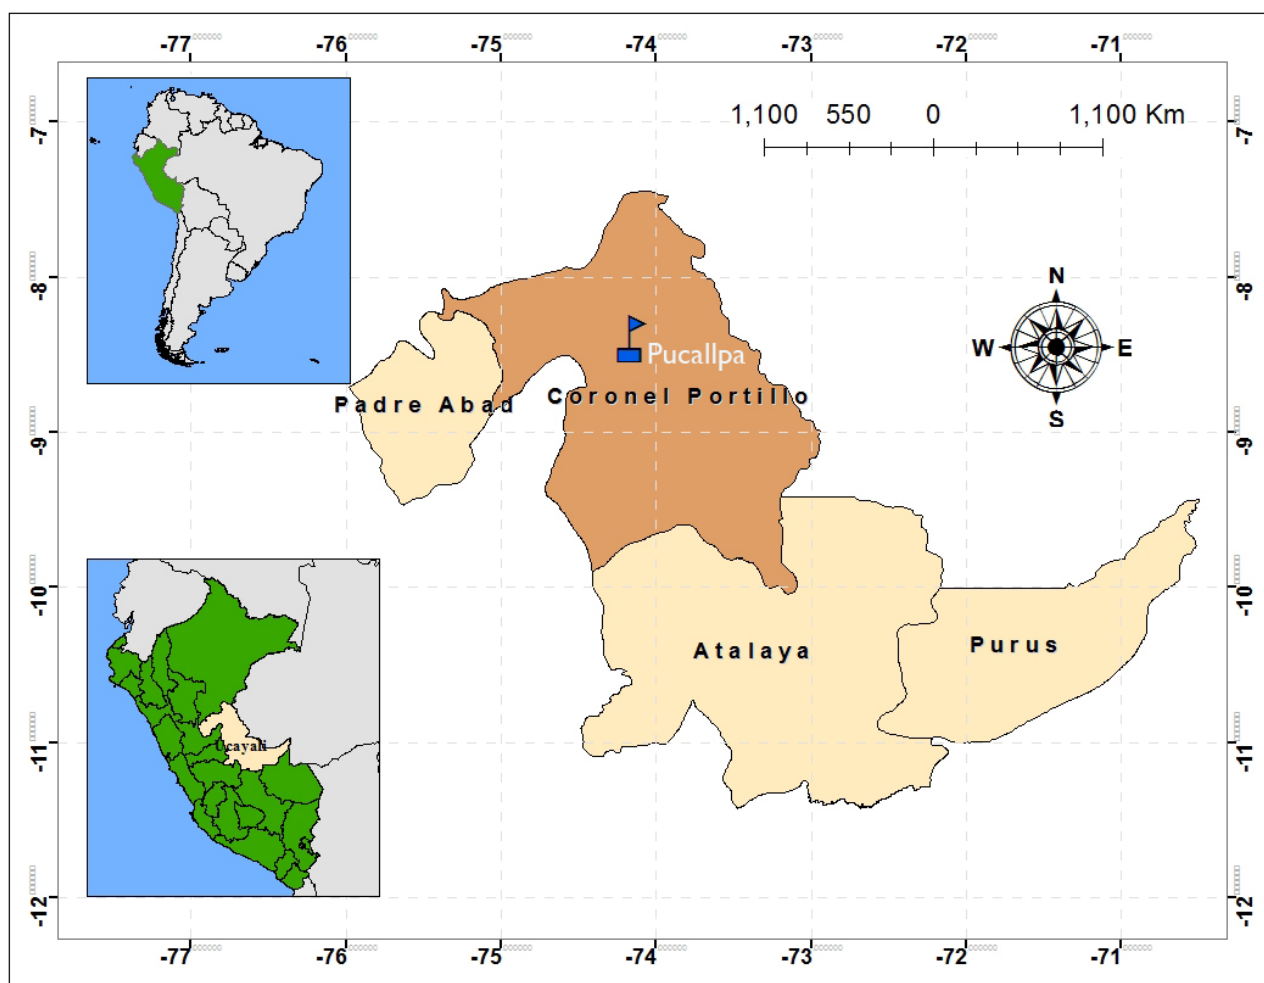 -77 -76 -75 -74 -73 -72 -71
1,100 550 0 1,100 Km
-7 -7
-8 -8
N
W E
S
Pucallpa
Coronel Portillo
Padre Abad
-9 -9
-10 -10
Atalaya
Purus
Ucayali
-11 -11
-12 -12
-77 -76 -75 -74 -73 -72 -71